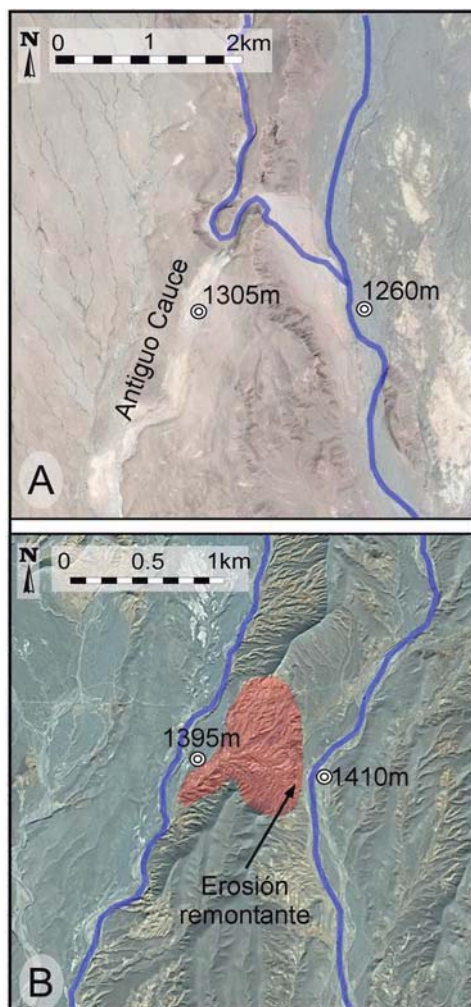 N
0 1 2km
1305m
1260m
Antiguo Cauce
A
N
0 0.5 1km
1395m
1410m
Erosión
remontante
B